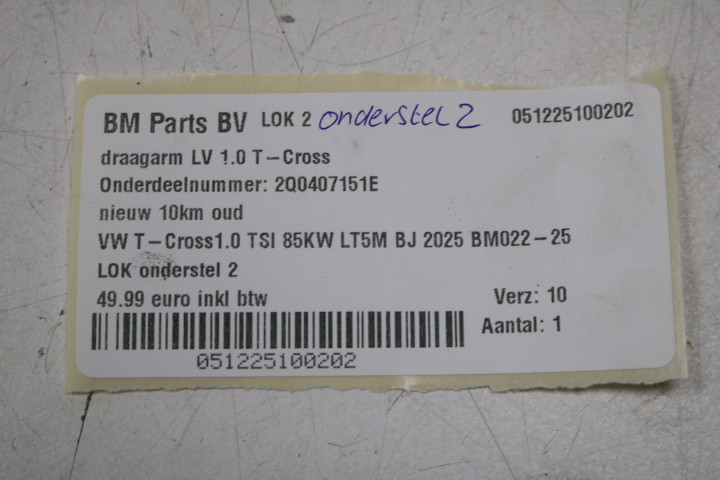 BM Parts BV LOK 2 onderstel 2 051225100202
draagarm LV 1.0 T-Cross
Onderdeelnummer: 2Q0407151E
nieuw 10km oud
VW T-Cross1.0 TSI 85KW LT5M BJ 2025 BM022-25
LOK onderstel 2
49.99 euro inkl btw Verz: 10
Aantal: 1
051225100202